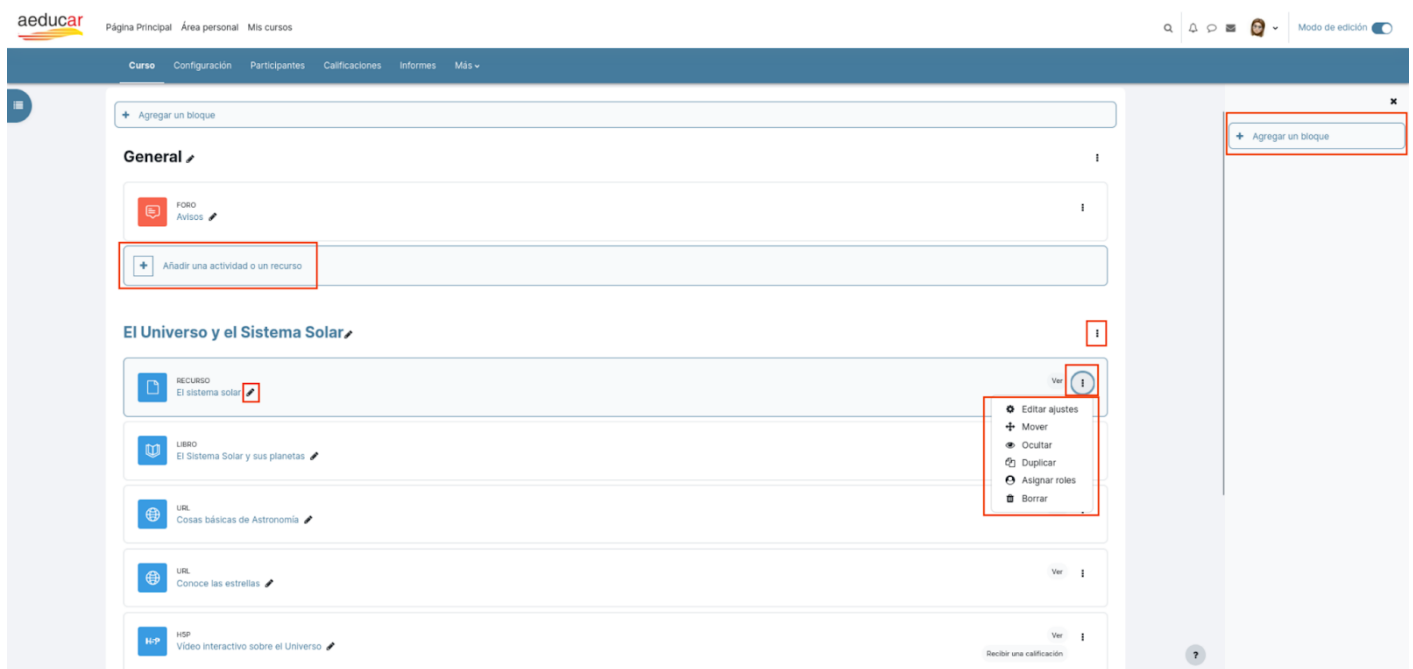 aeducar
Página Principal Área personal Mis cursos
Modo de edición
Curso Configuración Participantes Calificaciones Informes Más
+ Agregar un bloque
+ Agregar un bloque
General
FORO
Avisos
+ Añadir una actividad o un recurso
El Universo y el Sistema Solar
RECURSO
El sistema solar
Ver
Editar ajustes
Mover
Ocultar
Duplicar
Asignar roles
Borrar
LIBRO
El Sistema Solar y sus planetas
URL
Cosas básicas de Astronomía
URL
Conoce las estrellas
Ver
H5P
H5P
Vídeo interactivo sobre el Universo
Ver
Recibir una calificación
?